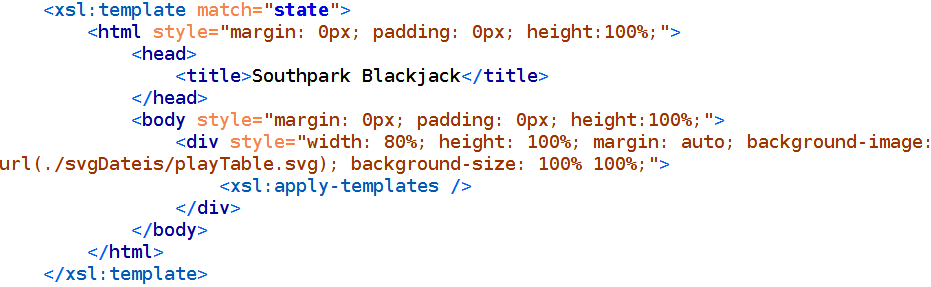 <xsl:template match="state">
<html style="margin: 0px; padding: 0px; height:100%;">
<head>
<title>Southpark Blackjack</title>
</head>
<body style="margin: 0px; padding: 0px; height:100%;">
<div style="width: 80%; height: 100%; margin: auto; background-image:
url(./svgDateis/playTable.svg); background-size: 100% 100%;">
<xsl:apply-templates />
</div>
</body>
</html>
</xsl:template>